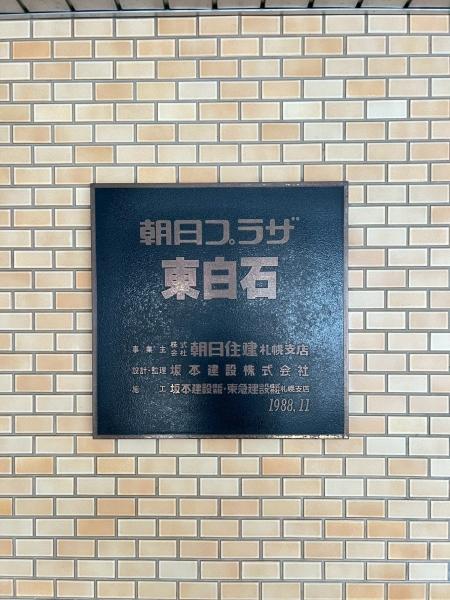 朝日プラザ
東白石
事業主 株式会社 朝日住建 札幌支店
設計・監理 坂本建設株式会社
施工 坂本建設㈱・東急建設㈱札幌支店
1988.11